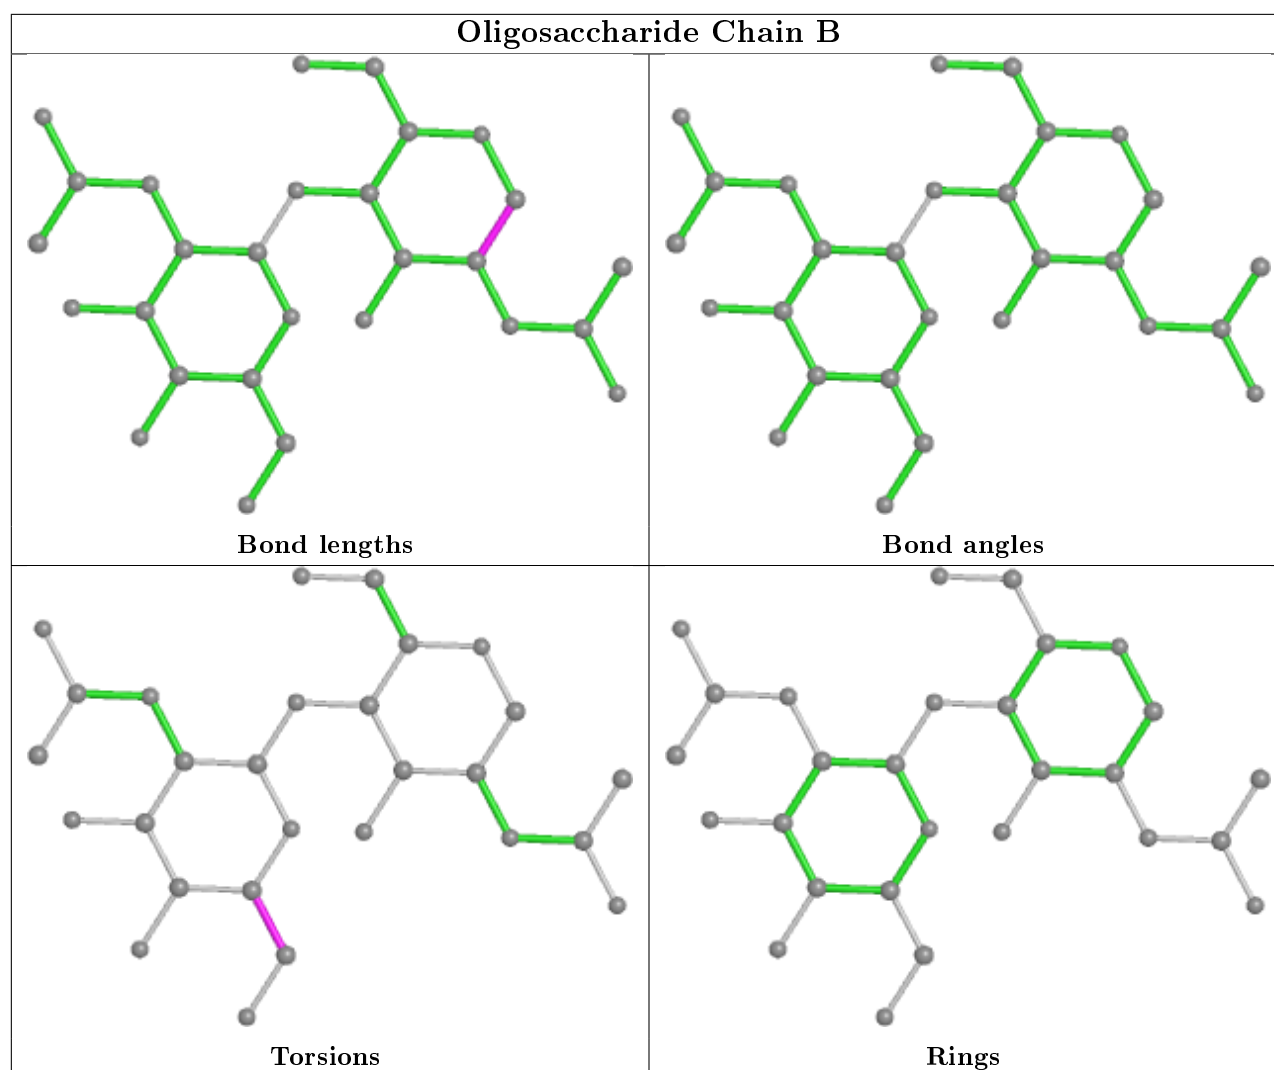 Oligosaccharide Chain B
Bond lengths
Bond angles
Torsions
Rings